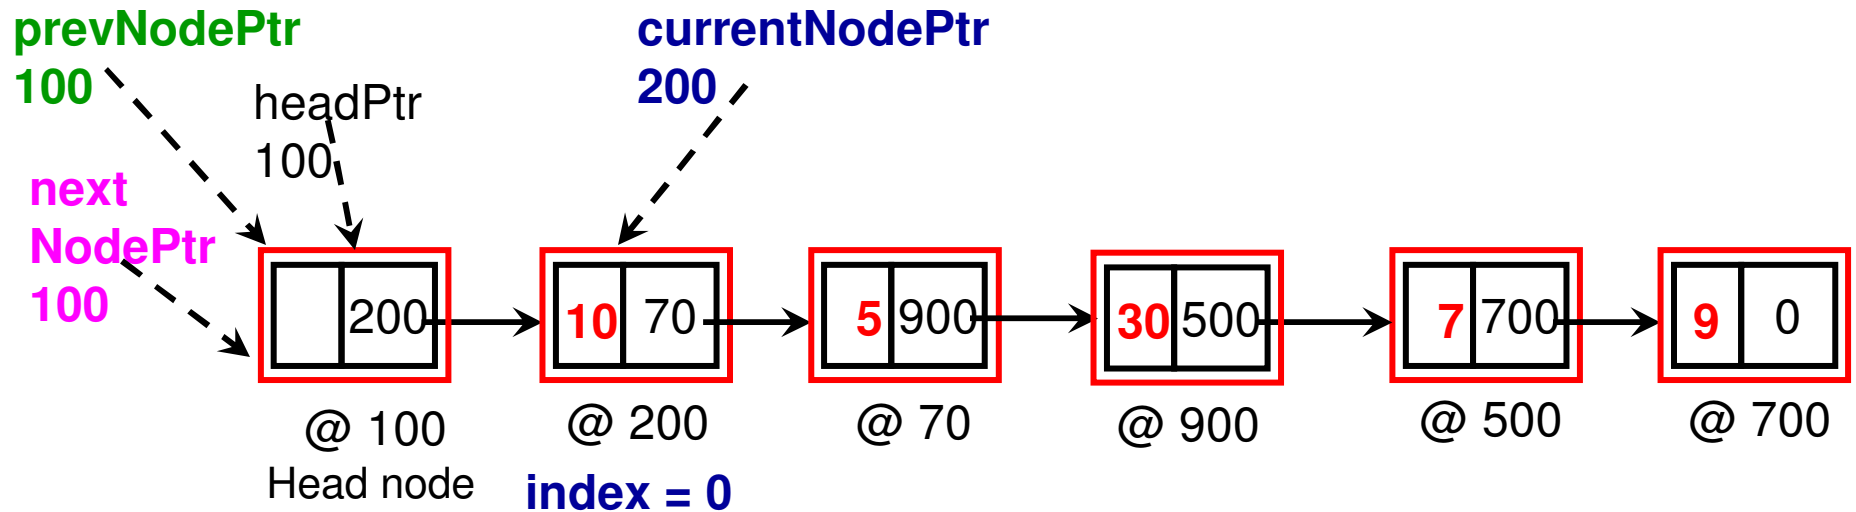 prevNodePtr
100
currentNodePtr
200
headPtr
100
next
NodePtr
100
200
10 70
5 900
30 500
7 700
9 0
@ 100
@ 200
@ 70
@ 900
@ 500
@ 700
Head node
index = 0